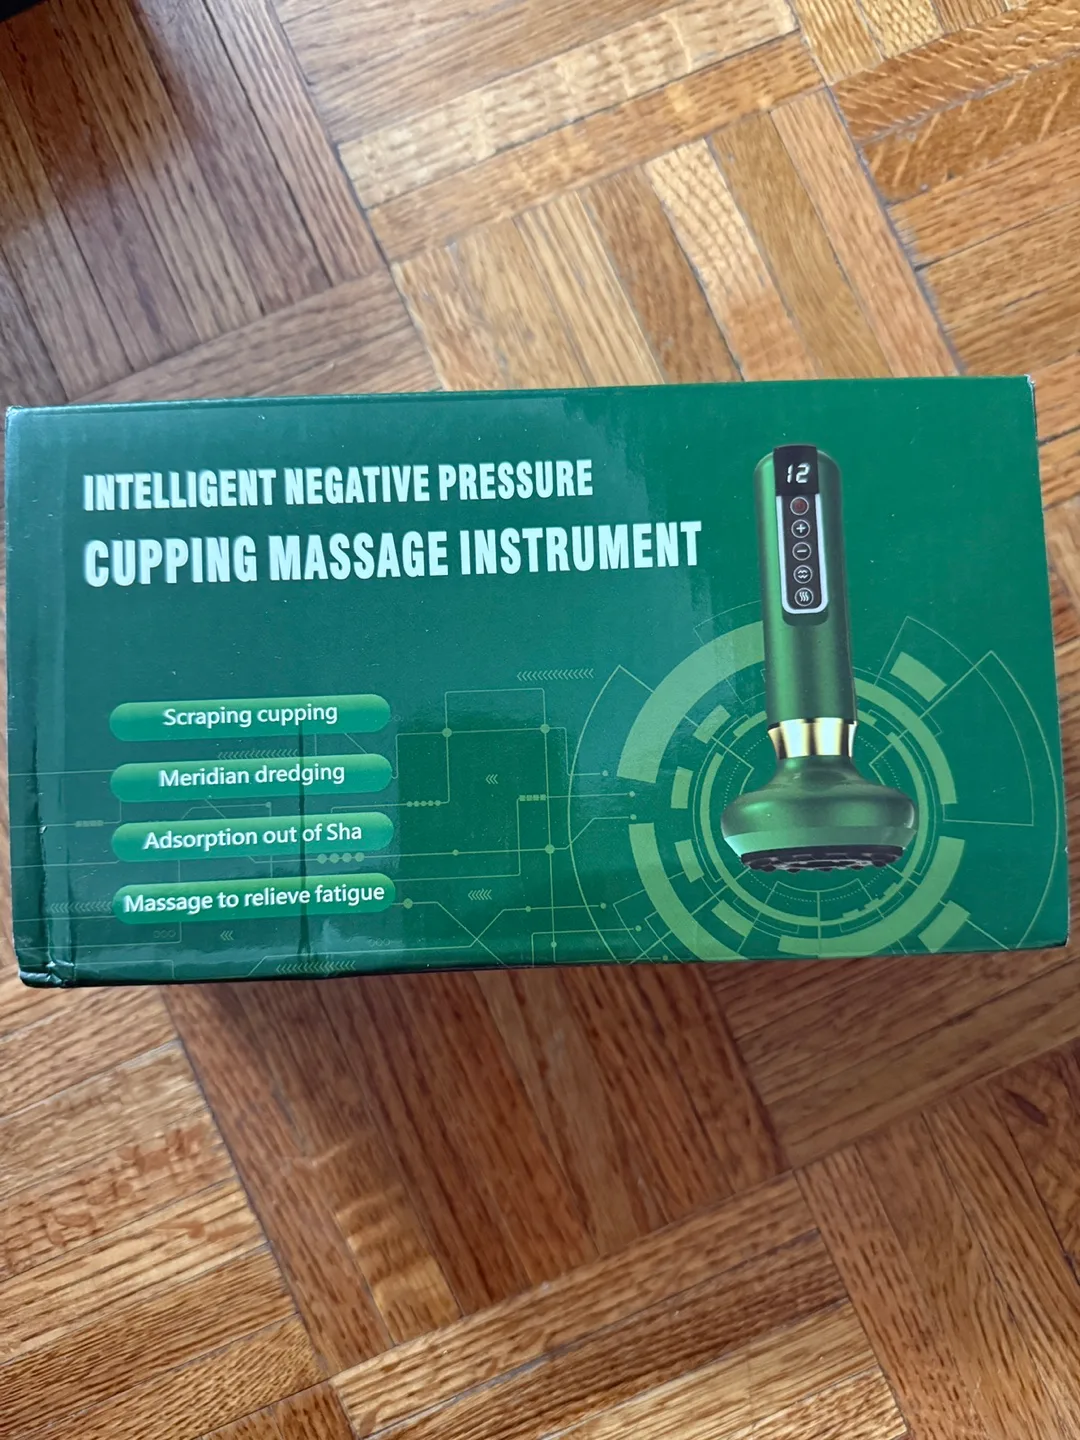 INTELLIGENT NEGATIVE PRESSURE
CUPPING MASSAGE INSTRUMENT
12
Scraping cupping
Meridian dredging
Adsorption out of Sha
Massage to relieve fatigue